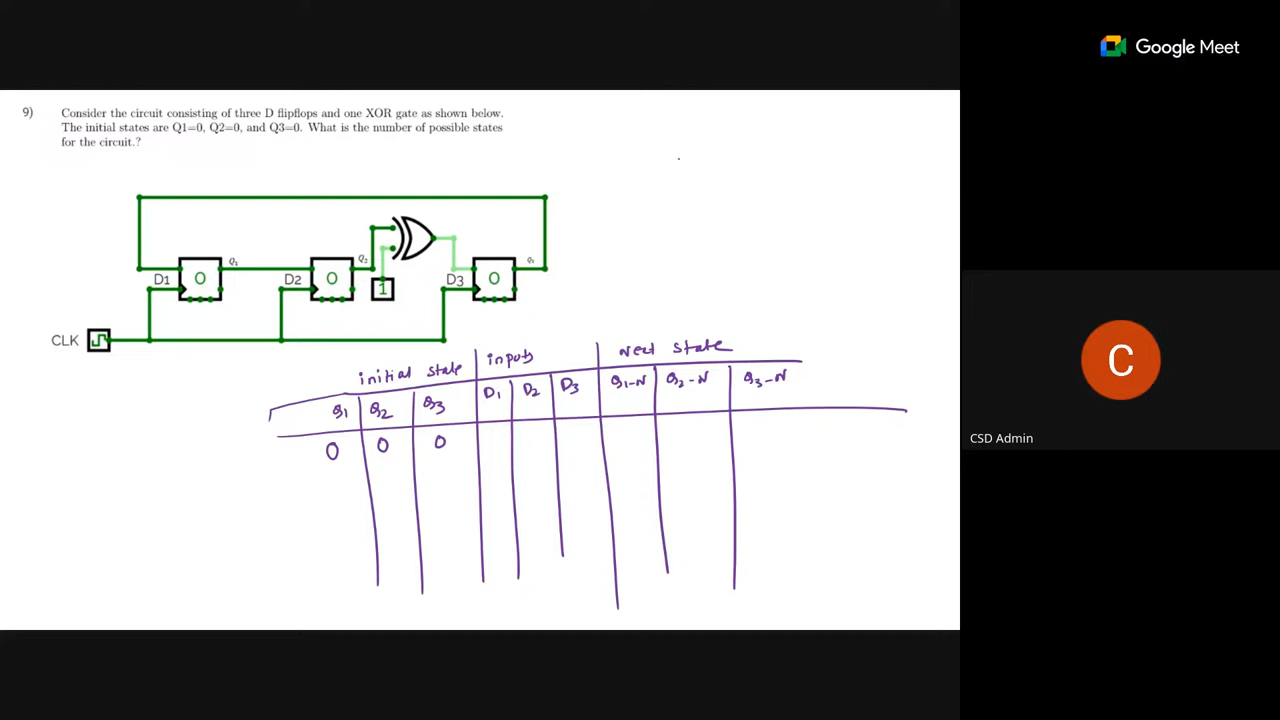 Google Meet
9) Consider the circuit consisting of three D flipflops and one XOR gate as shown below.
The initial states are Q1=0, Q2=0, and Q3=0. What is the number of possible states
for the circuit.?
Q₁ Q₂
D1 0 D2 0 1 D3 0
CLK
initial state inputs Next state
Q1 Q2 Q3 D1 D2 D3 Q1-N Q2-N Q3-N
0 0 0
C
CSD Admin